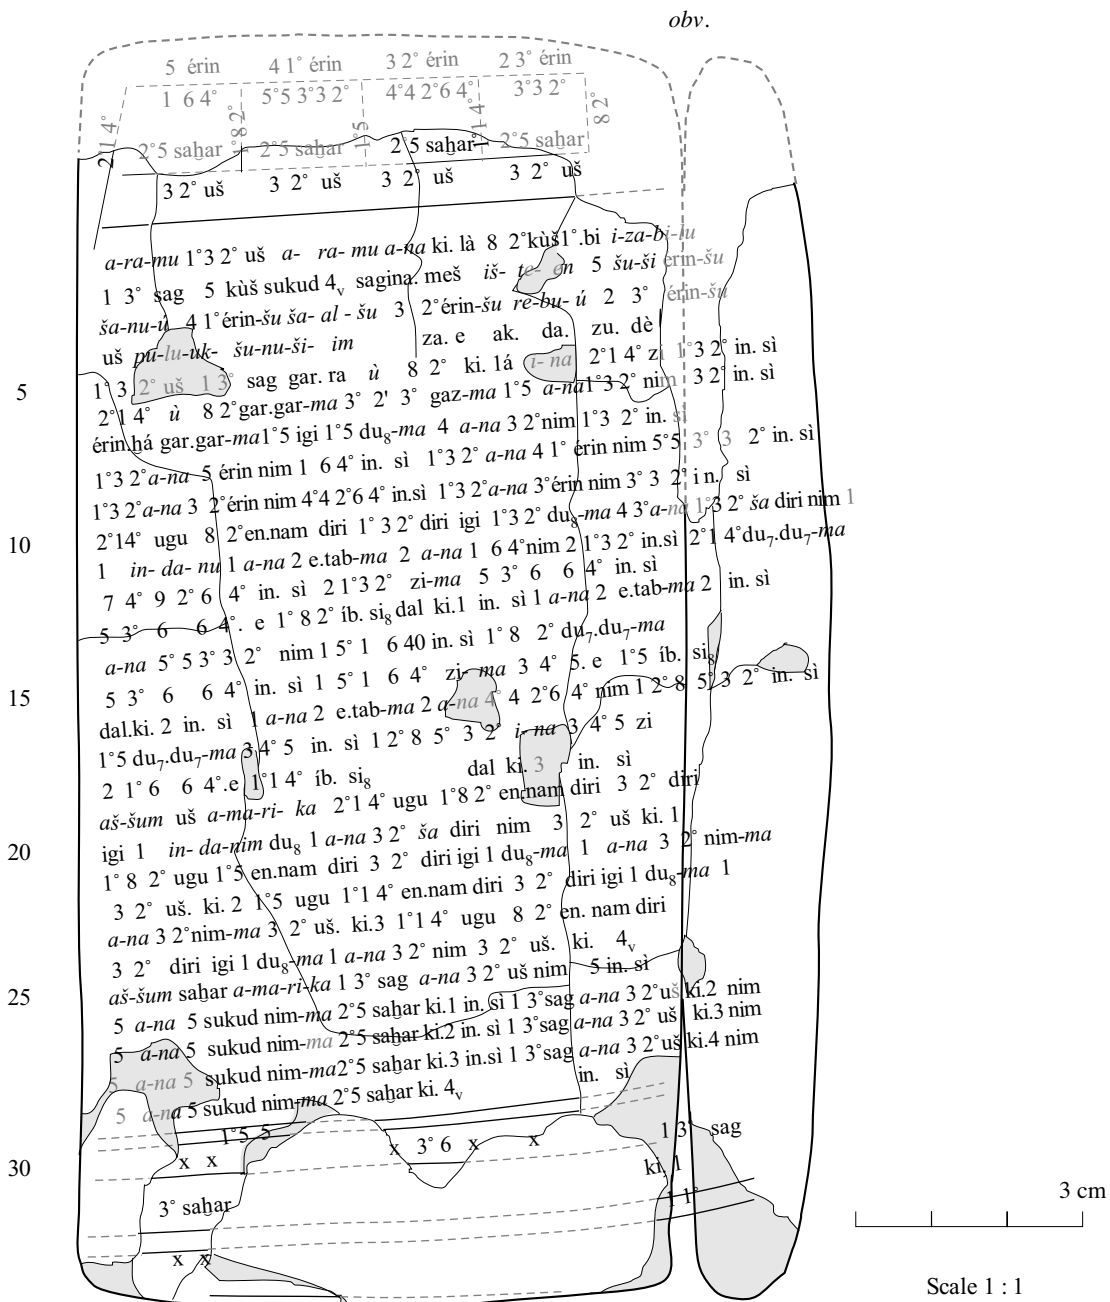 obv.
5 érin 4 1° érin 3 2° érin 2 3° érin
1 6 4° 5°5 3°3 2° 4°4 2°6 4° 3°3 2°
2°1 4° 1°8 2° 1°5 1°1 4° 8 2°
2°5 saḫar 2°5 saḫar 2°5 saḫar 2°5 saḫar
3 2° uš 3 2° uš 3 2° uš 3 2° uš
a-ra-mu 1°3 2° uš a- ra- mu a-na ki. là 8 2°kùš1°.bi i-za-bi-lu
1 3° sag 5 kùš sukud 4v sagina. meš iš- te- en 5 šu-ši érin-šu
ša-nu-ú 4 1°érin-šu ša- al - šu 3 2°érin-šu re-bu- ú 2 3° érin-šu
uš pu-lu-uk- šu-nu-ši- im za. e ak. da. zu. dè
5 1°3 2° uš 1 3° sag gar. ra ù 8 2° ki. lá i- na 2°1 4° zi 1°3 2° in. sì
2°1 4° ù 8 2°gar.gar-ma 3° 2' 3° gaz-ma 1°5 a-na1°3 2° nim 3 2° in. sì
érin.ḫá gar.gar-ma1°5 igi 1°5 du8-ma 4 a-na 3 2°nim 1°3 2° in. sì
1°3 2°a-na 5 érin nim 1 6 4° in. sì 1°3 2° a-na 4 1° érin nim 5°5 3° 3 2° in. sì
1°3 2°a-na 3 2°érin nim 4°4 2°6 4° in.sì 1°3 2°a-na 3°érin nim 3° 3 2° in. sì
10 2°14° ugu 8 2°en.nam diri 1° 3 2° diri igi 1°3 2° du8-ma 4 3°a-na 1°3 2° ša diri nim 1
1 in- da- nu 1 a-na 2 e.tab-ma 2 a-na 1 6 4°nim 2 1°3 2° in.sì 2°1 4°du7.du7-ma
7 4° 9 2° 6 4° in. sì 2 1°3 2° zi-ma 5 3° 6 6 4° in. sì
5 3° 6 6 4°. e 1° 8 2° íb. si8 dal ki.1 in. sì 1 a-na 2 e.tab-ma 2 in. sì
a-na 5° 5 3° 3 2° nim 1 5° 1 6 40 in. sì 1° 8 2° du7.du7-ma
15 5 3° 6 6 4° in. sì 1 5° 1 6 4° zi- ma 3 4° 5. e 1°5 íb. si8
dal.ki. 2 in. sì 1 a-na 2 e.tab-ma 2 a-na 4° 4 2°6 4° nim 1 2° 8 5° 3 2° in. sì
1°5 du7.du7-ma 3 4° 5 in. sì 1 2° 8 5° 3 2° i- na 3 4° 5 zi
2 1° 6 6 4°.e 1°1 4° íb. si8 dal ki. 3 in. sì
aš-šum uš a-ma-ri- ka 2°1 4° ugu 1°8 2° en.nam diri 3 2° diri
20 igi 1 in- da-nim du8 1 a-na 3 2° ša diri nim 3 2° uš ki. 1
1° 8 2° ugu 1°5 en.nam diri 3 2° diri igi 1 du8-ma 1 a-na 3 2° nim-ma
3 2° uš. ki. 2 1°5 ugu 1°1 4° en.nam diri 3 2° diri igi 1 du8-ma 1
a-na 3 2°nim-ma 3 2° uš. ki.3 1°1 4° ugu 8 2° en. nam diri
3 2° diri igi 1 du8-ma 1 a-na 3 2° nim 3 2° uš. ki. 4v
25 aš-šum saḫar a-ma-ri-ka 1 3° sag a-na 3 2° uš nim 5 in. sì
5 a-na 5 sukud nim-ma 2°5 saḫar ki.1 in. sì 1 3°sag a-na 3 2°uš ki.2 nim
5 a-na 5 sukud nim-ma 2°5 saḫar ki.2 in. sì 1 3°sag a-na 3 2° uš ki.3 nim
5 a-na 5 sukud nim-ma2°5 saḫar ki.3 in.sì 1 3°sag a-na 3 2°uš ki.4 nim
5 a-na 5 sukud nim-ma 2°5 saḫar ki. 4v in. sì
1°5 5 x 3° 6 x x 1 3° sag
30 x x ki, 1
3° saḫar 1 1°
x x
3 cm
Scale 1 : 1